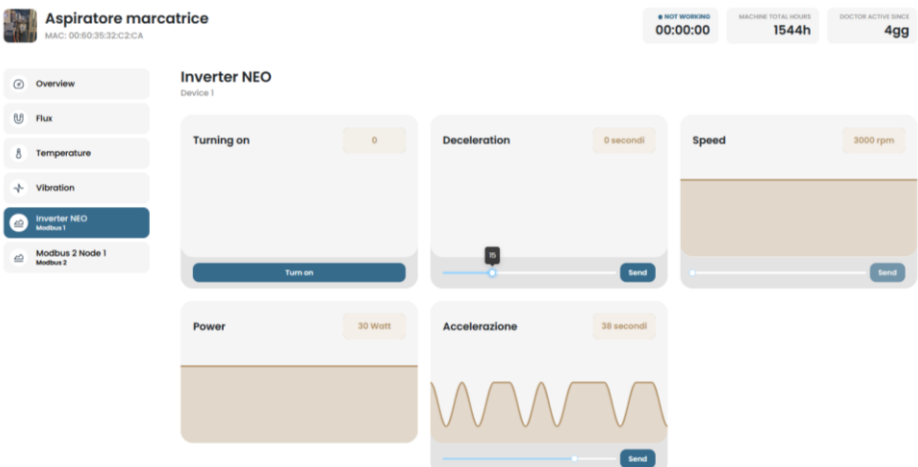 Aspiratore marcatrice
MAC: 00:60:35:32:C2:CA
NOT WORKING
00:00:00
MACHINE TOTAL HOURS
1544h
DOCTOR ACTIVE SINCE
4gg
Overview
Flux
Temperature
Vibration
Inverter NEO
Modbus 1
Modbus 2 Node 1
Modbus 2
Inverter NEO
Device 1
Turning on
0
Turn on
Deceleration
0 secondi
15
Send
Speed
3000 rpm
Send
Power
30 Watt
Accelerazione
38 secondi
Send